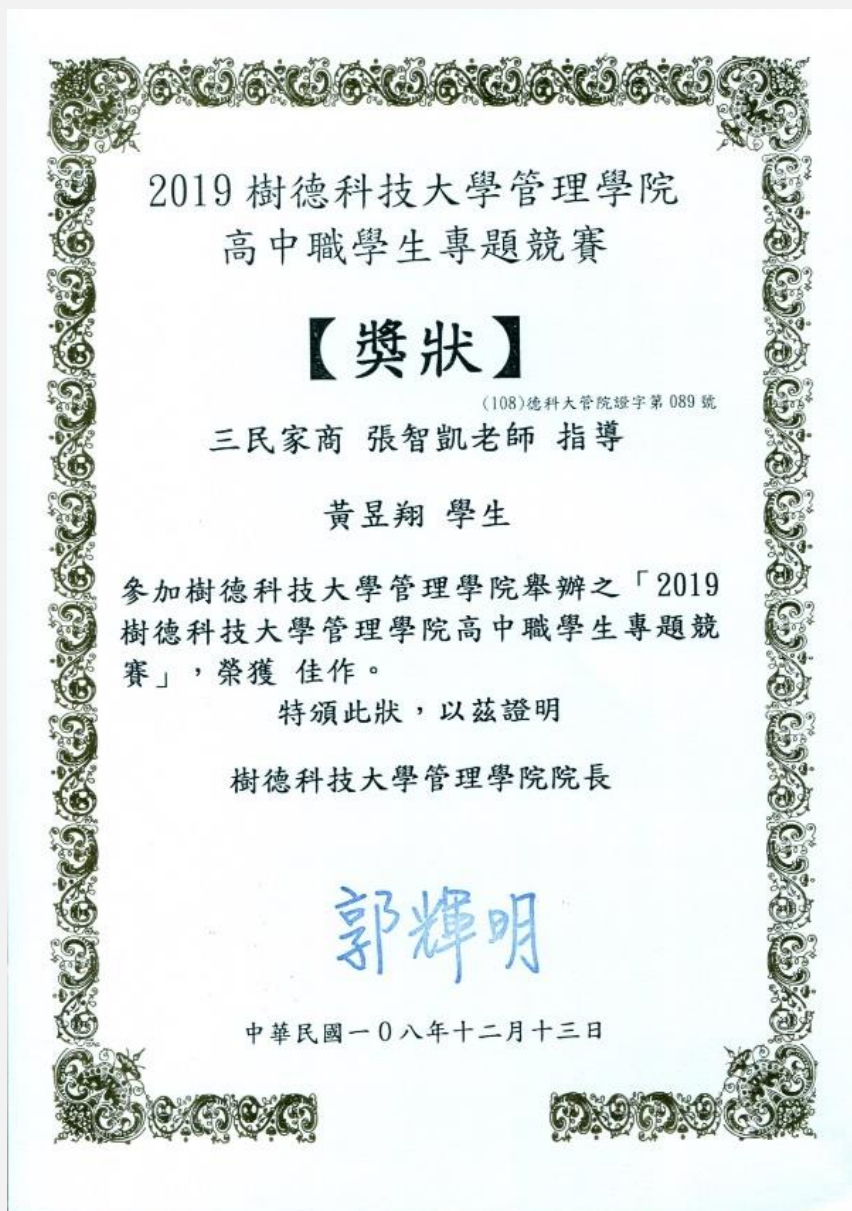 2019 樹德科技大學管理學院
高中職學生專題競賽
【獎狀】
(108)德科大管院證字第 089 號
三民家商 張智凱老師 指導
黃昱翔 學生
參加樹德科技大學管理學院舉辦之「2019
樹德科技大學管理學院高中職學生專題競
賽」，榮獲 佳作。
特頒此狀，以茲證明
樹德科技大學管理學院院長
郭輝明
中華民國一0八年十二月十三日